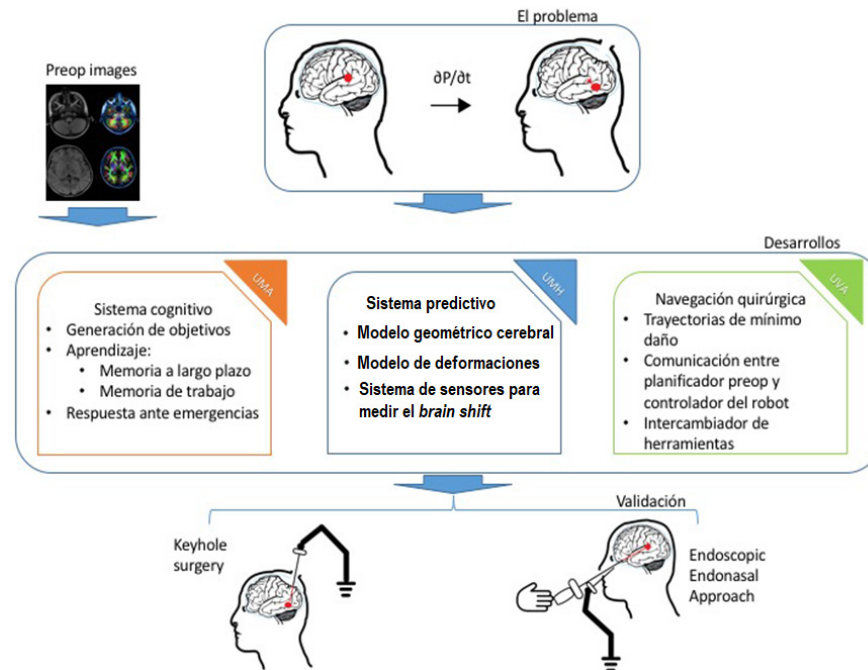 El problema
Preop images
∂P/∂t
Desarrollos
UMA
Sistema cognitivo
• Generación de objetivos
• Aprendizaje:
• Memoria a largo plazo
• Memoria de trabajo
• Respuesta ante emergencias
UMH
Sistema predictivo
• Modelo geométrico cerebral
• Modelo de deformaciones
• Sistema de sensores para
medir el brain shift
UVA
Navegación quirúrgica
• Trayectorias de mínimo
daño
• Comunicación entre
planificador preop y
controlador del robot
• Intercambiador de
herramientas
Validación
Keyhole
surgery
Endoscopic
Endonasal
Approach